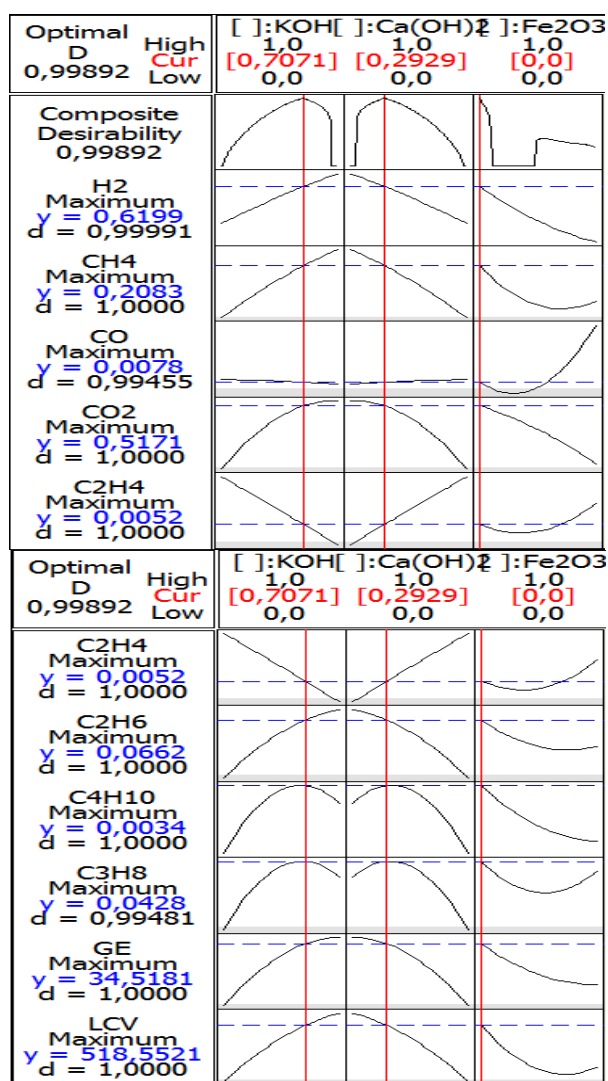 Optimal D 0,99892 High Cur Low [ ]:KOH 1,0 [0,7071] 0,0 [ ]:Ca(OH)2 1,0 [0,2929] 0,0 [ ]:Fe2O3 1,0 [0,0] 0,0
Composite
Desirability
0,99892
H2
Maximum
y = 0,6199
d = 0,99991
CH4
Maximum
y = 0,2083
d = 1,0000
CO
Maximum
y = 0,0078
d = 0,99455
CO2
Maximum
y = 0,5171
d = 1,0000
C2H4
Maximum
y = 0,0052
d = 1,0000
Optimal D 0,99892 High Cur Low [ ]:KOH 1,0 [0,7071] 0,0 [ ]:Ca(OH)2 1,0 [0,2929] 0,0 [ ]:Fe2O3 1,0 [0,0] 0,0
C2H4
Maximum
y = 0,0052
d = 1,0000
C2H6
Maximum
y = 0,0662
d = 1,0000
C4H10
Maximum
y = 0,0034
d = 1,0000
C3H8
Maximum
y = 0,0428
d = 0,99481
GE
Maximum
y = 34,5181
d = 1,0000
LCV
Maximum
y = 518,5521
d = 1,0000